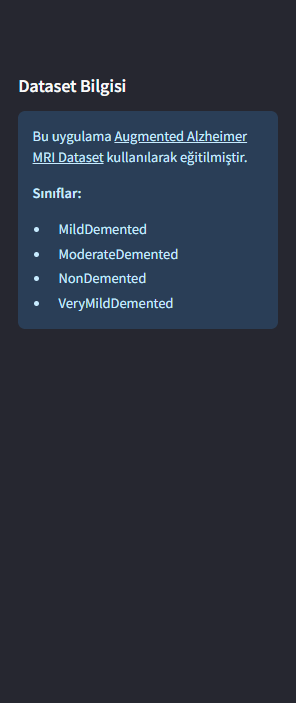 Dataset Bilgisi
Bu uygulama Augmented Alzheimer
MRI Dataset kullanılarak eğitilmiştir.
Sınıflar:
MildDemented
ModerateDemented
NonDemented
VeryMildDemented